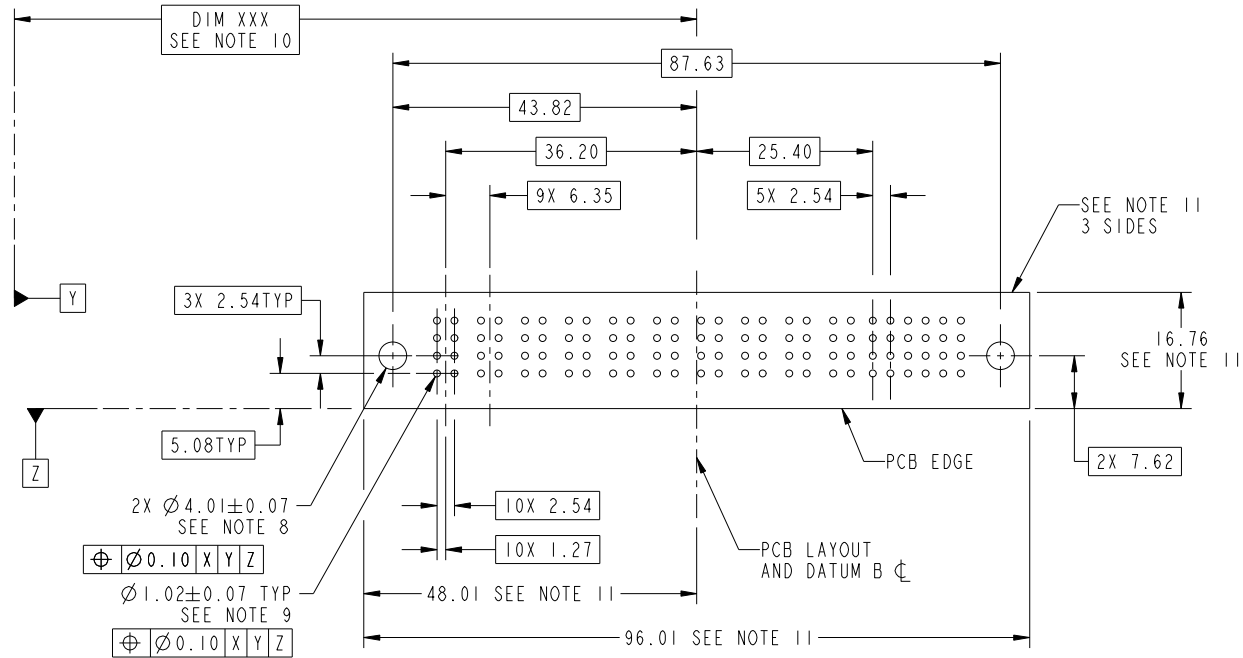 DIM XXX
SEE NOTE 10
87.63
43.82
36.20
25.40
9X 6.35
5X 2.54
SEE NOTE 11
3 SIDES
Y
3X 2.54TYP
16.76
SEE NOTE 11
5.08TYP
Z
PCB EDGE
2X 7.62
2X Ø4.01±0.07
SEE NOTE 8
⌖ Ø0.10 X Y Z
10X 2.54
10X 1.27
PCB LAYOUT
AND DATUM B ℄
Ø1.02±0.07 TYP
SEE NOTE 9
⌖ Ø0.10 X Y Z
48.01 SEE NOTE 11
96.01 SEE NOTE 11